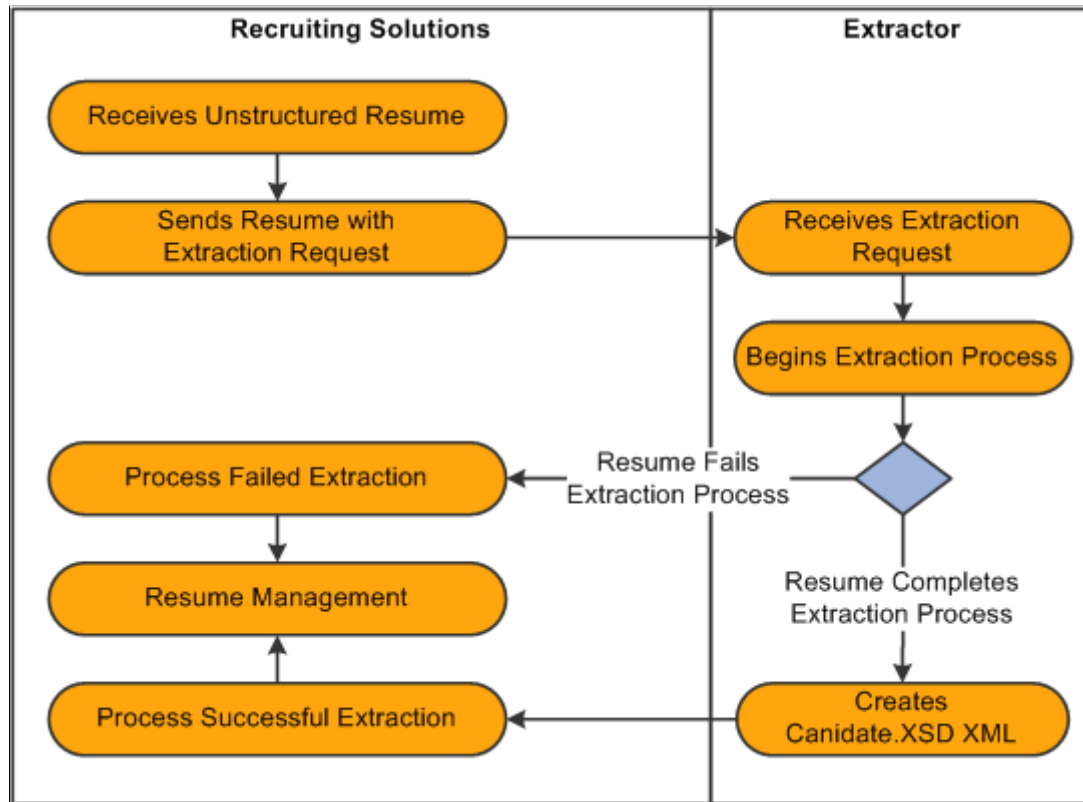 Recruiting Solutions
Extractor
Receives Unstructured Resume
Sends Resume with
Extraction Request
Receives Extraction
Request
Begins Extraction Process
Resume Fails
Extraction Process
Process Failed Extraction
Resume Management
Resume Completes
Extraction Process
Creates
Canidate.XSD XML
Process Successful Extraction